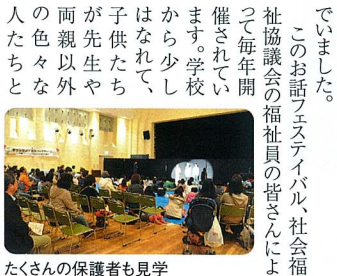 でいました。
このお話フェスティバル、社会福
祉協議会の福祉員の皆さんによ
って毎年開
催されてい
ます。学校
から少し
はなれて、
子供たち
が先生や
両親以外
の色々な
人たちと
たくさんの保護者も見学